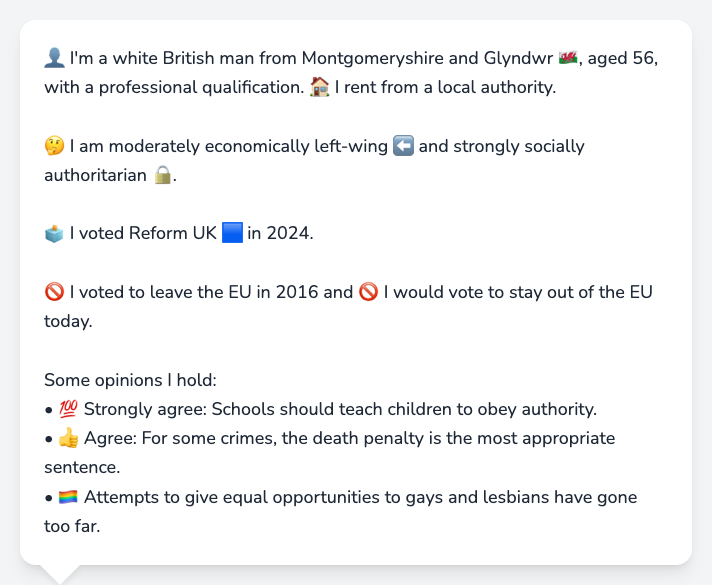 👤 I'm a white British man from Montgomeryshire and Glyndwr 🏴󠁧󠁢󠁷󠁬󠁳󠁿, aged 56,
with a professional qualification. 🏠 I rent from a local authority.
🤔 I am moderately economically left-wing ⬅️ and strongly socially
authoritarian 🔒.
🗳️ I voted Reform UK 🟦 in 2024.
🚫 I voted to leave the EU in 2016 and 🚫 I would vote to stay out of the EU
today.
Some opinions I hold:
• 💯 Strongly agree: Schools should teach children to obey authority.
• 👍 Agree: For some crimes, the death penalty is the most appropriate
sentence.
• 🏳️‍🌈 Attempts to give equal opportunities to gays and lesbians have gone
too far.